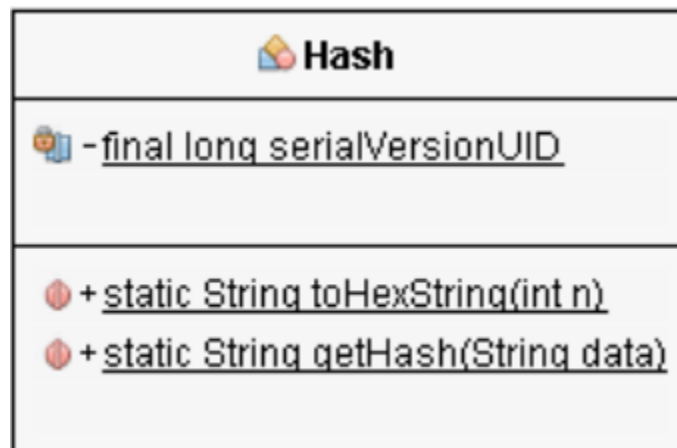 Hash
-final long serialVersionUID
+static String toHexString(int n)
+static String getHash(String data)